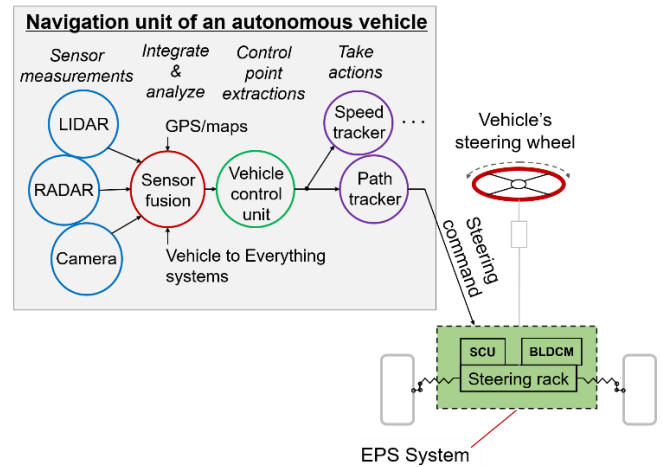 Navigation unit of an autonomous vehicle
Sensor
measurements
Integrate
&
analyze
Control
point
extractions
Take
actions
LIDAR
RADAR
Camera
GPS/maps
Sensor
fusion
Vehicle to Everything
systems
Vehicle
control
unit
Speed
tracker
. . .
Path
tracker
Steering
command
Vehicle's
steering wheel
SCU
BLDCM
Steering rack
EPS System